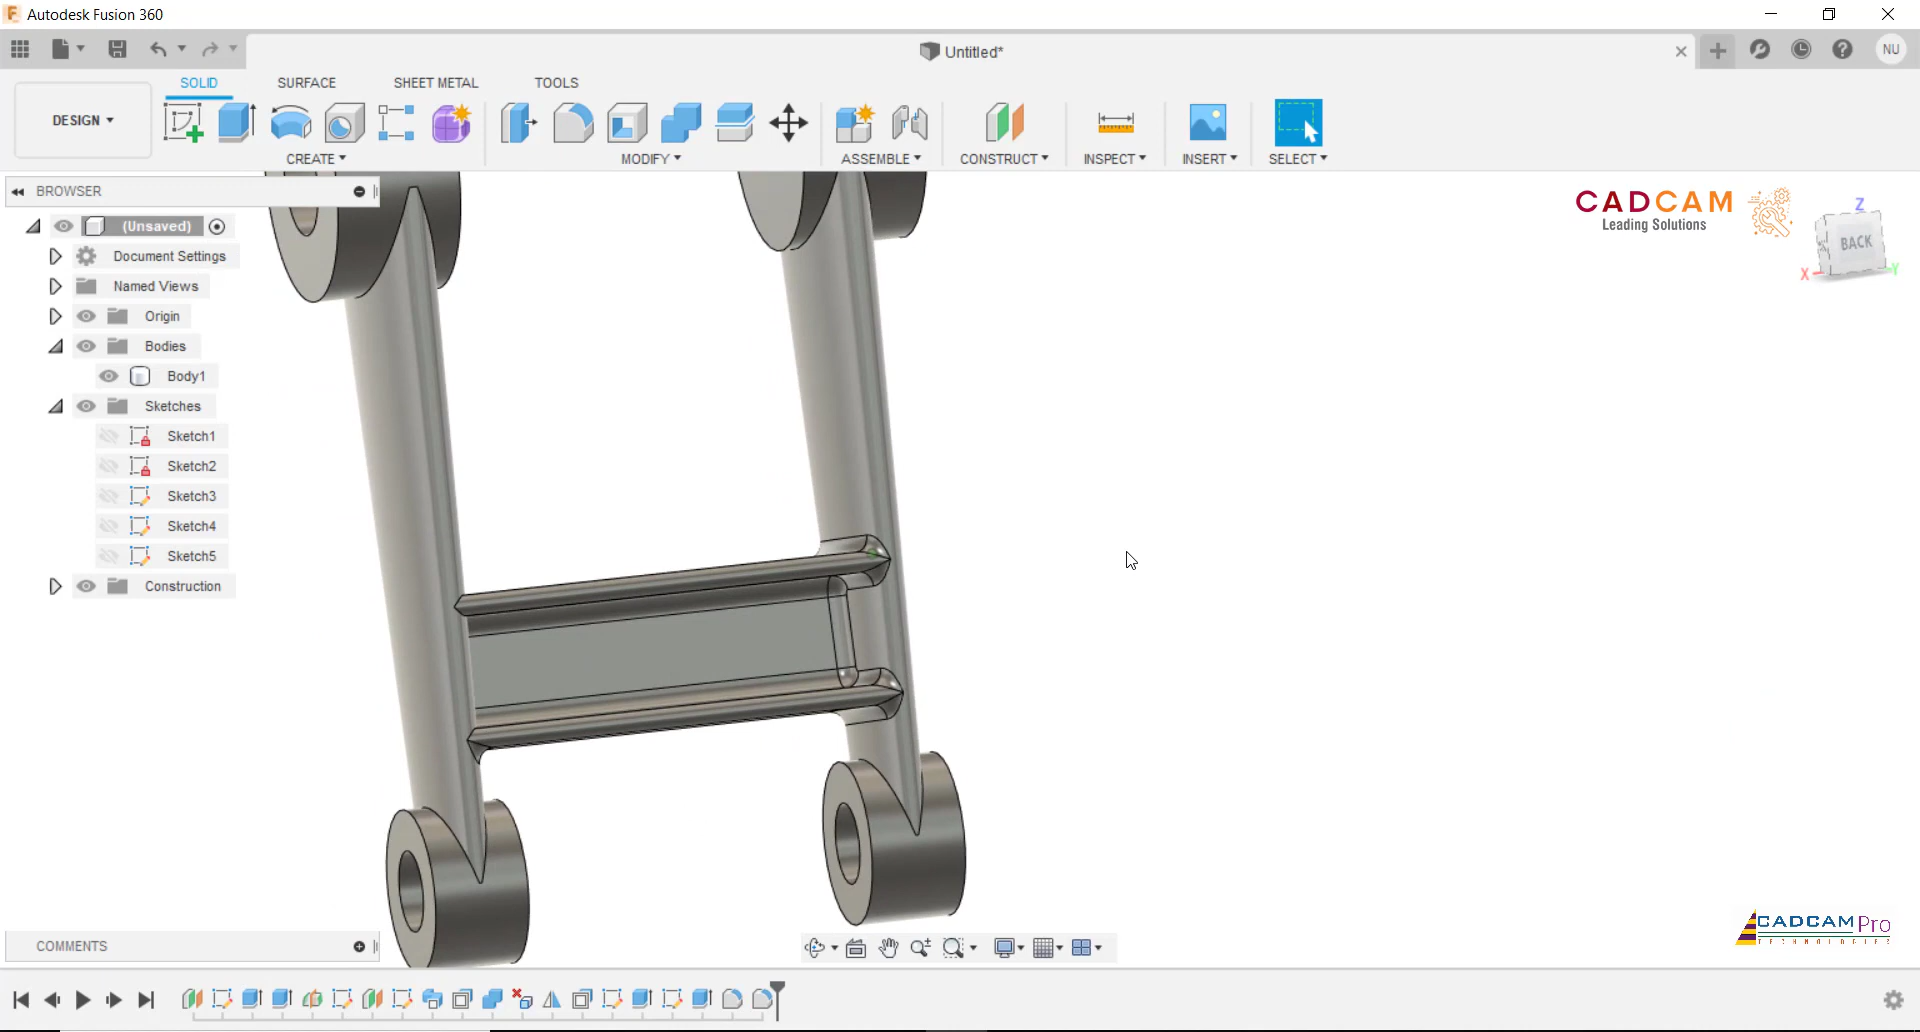 Autodesk Fusion 360
Untitled*
NU
SOLID
SURFACE
SHEET METAL
TOOLS
DESIGN
CREATE
MODIFY
ASSEMBLE
CONSTRUCT
INSPECT
INSERT
SELECT
BROWSER
(Unsaved)
Document Settings
Named Views
Origin
Bodies
Body1
Sketches
Sketch1
Sketch2
Sketch3
Sketch4
Sketch5
Construction
CADCAM
Leading Solutions
Z
BACK
X
Y
CADCAM Pro
TECHNOLOGIES
COMMENTS